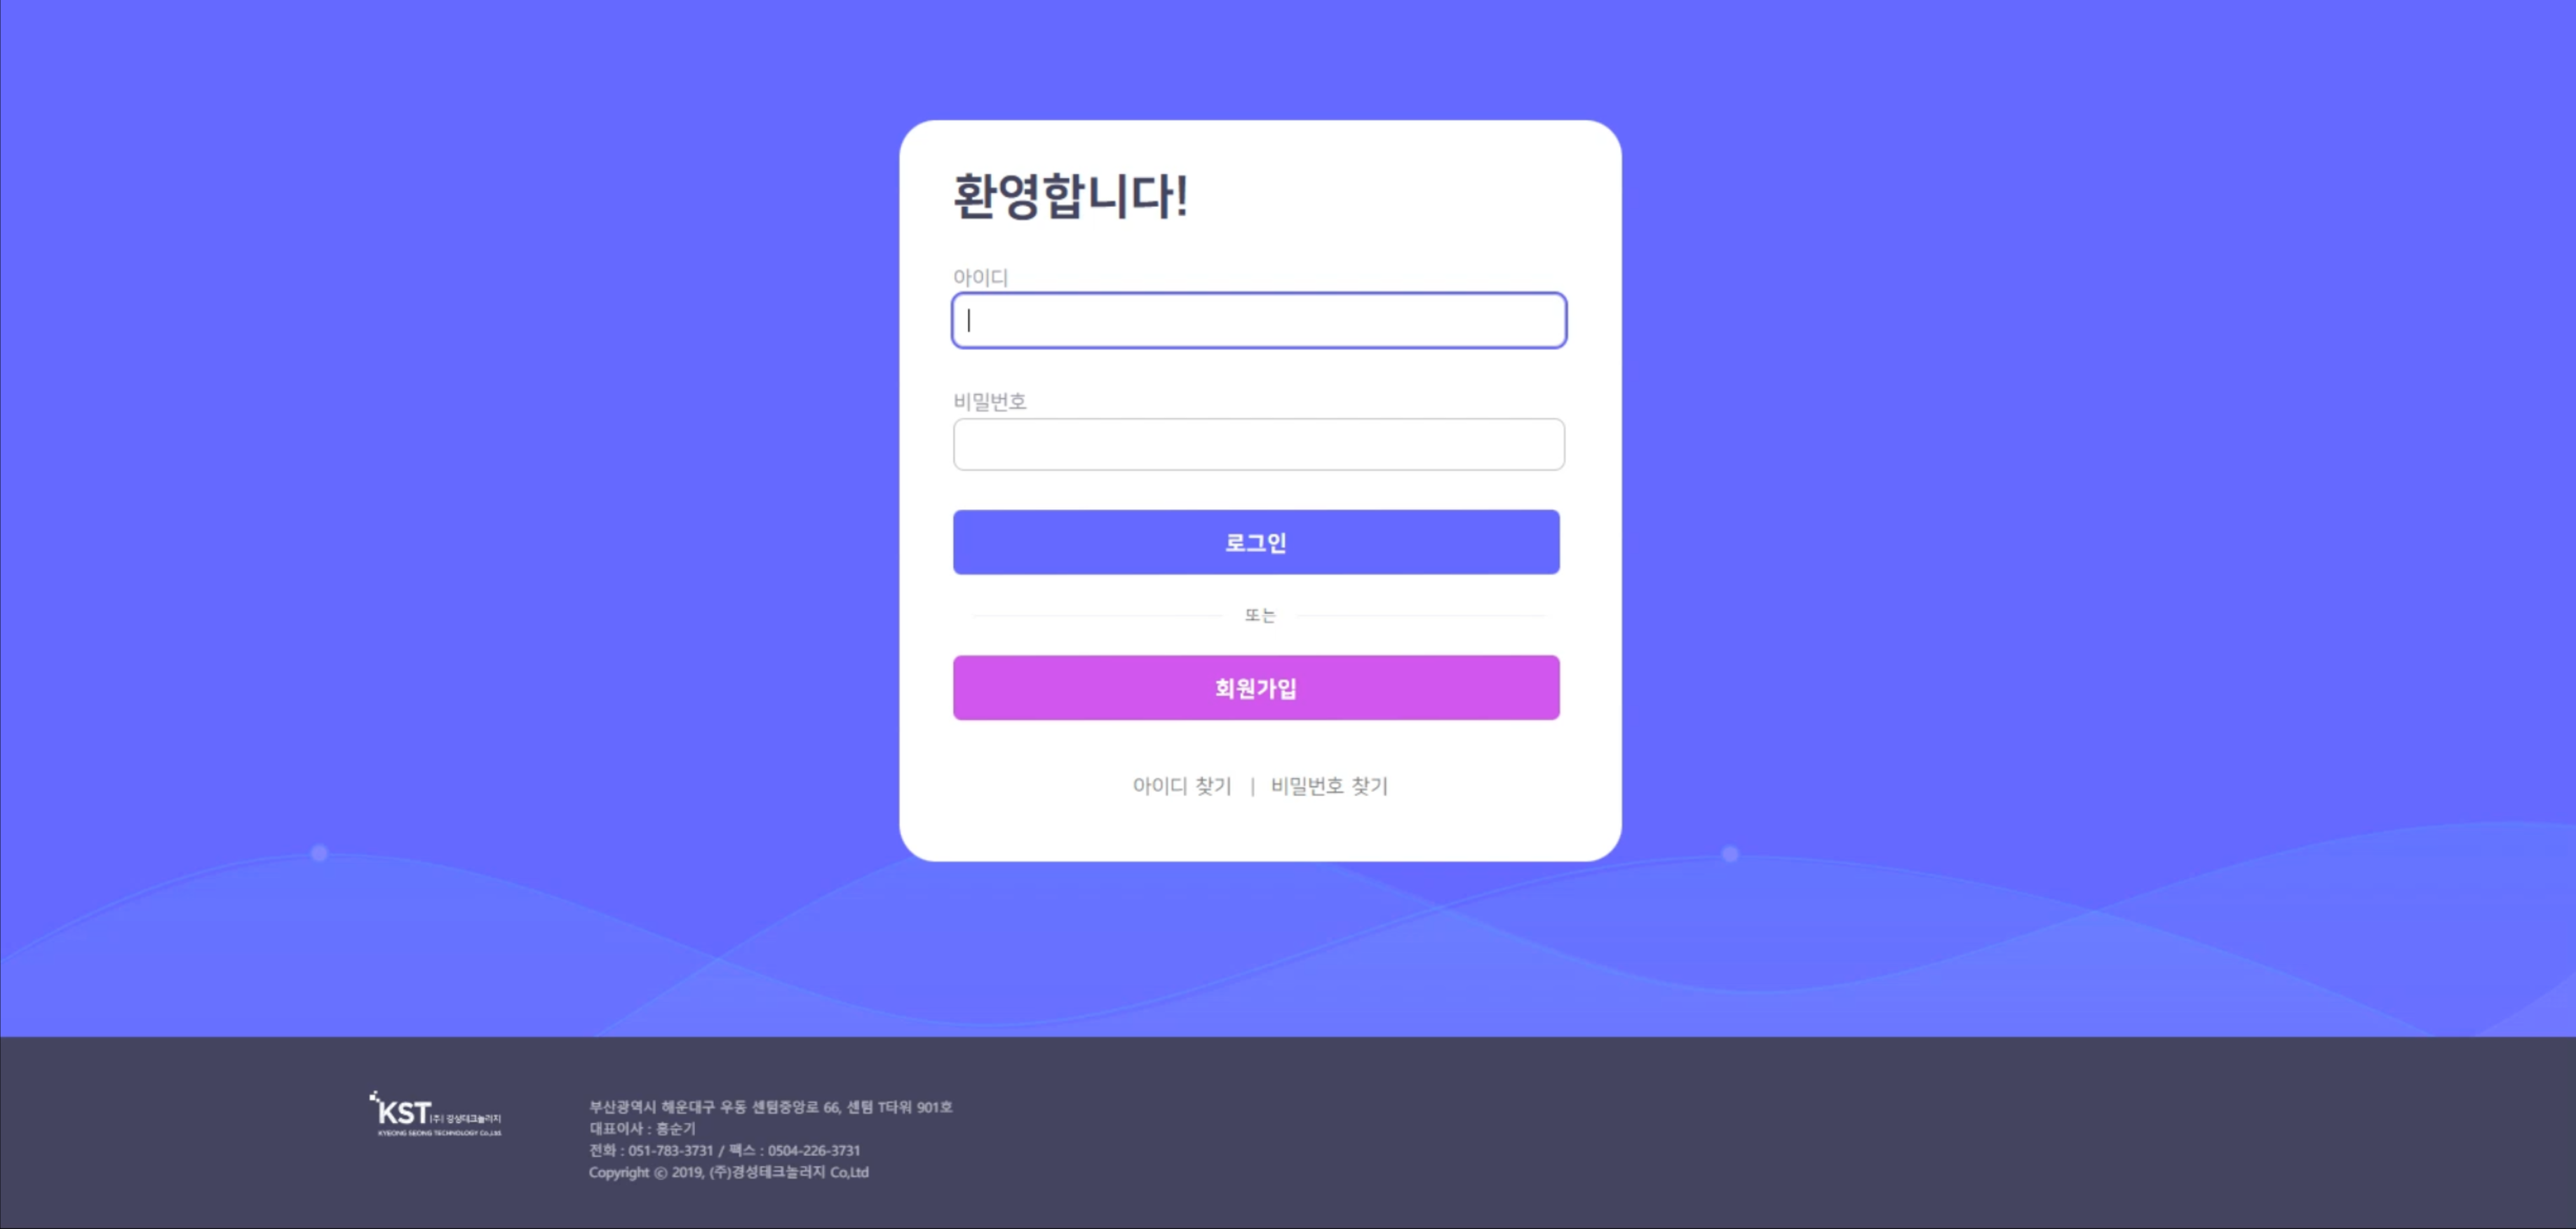 환영합니다!
아이디
비밀번호
로그인
또는
회원가입
아이디 찾기 | 비밀번호 찾기
KST (주) 경성테크놀러지
KYEONG SEONG TECHNOLOGY Co.,Ltd
부산광역시 해운대구 우동 센텀중앙로 66, 센텀 T타워 901호
대표이사 : 홍순기
전화 : 051-783-3731 / 팩스 : 0504-226-3731
Copyright © 2019, (주)경성테크놀러지 Co,Ltd